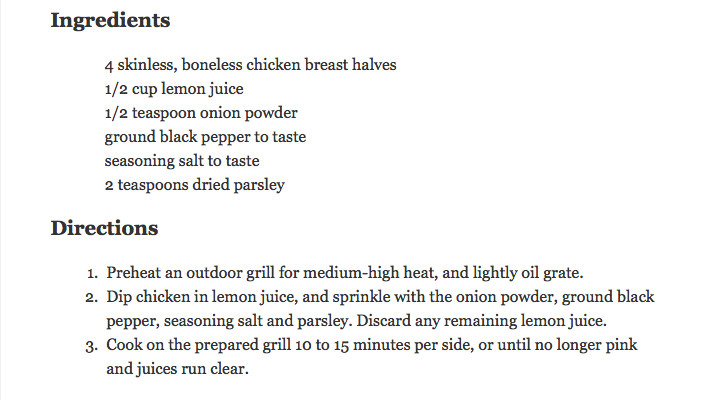 Ingredients
4 skinless, boneless chicken breast halves
1/2 cup lemon juice
1/2 teaspoon onion powder
ground black pepper to taste
seasoning salt to taste
2 teaspoons dried parsley
Directions
1. Preheat an outdoor grill for medium-high heat, and lightly oil grate.
2. Dip chicken in lemon juice, and sprinkle with the onion powder, ground black
pepper, seasoning salt and parsley. Discard any remaining lemon juice.
3. Cook on the prepared grill 10 to 15 minutes per side, or until no longer pink
and juices run clear.